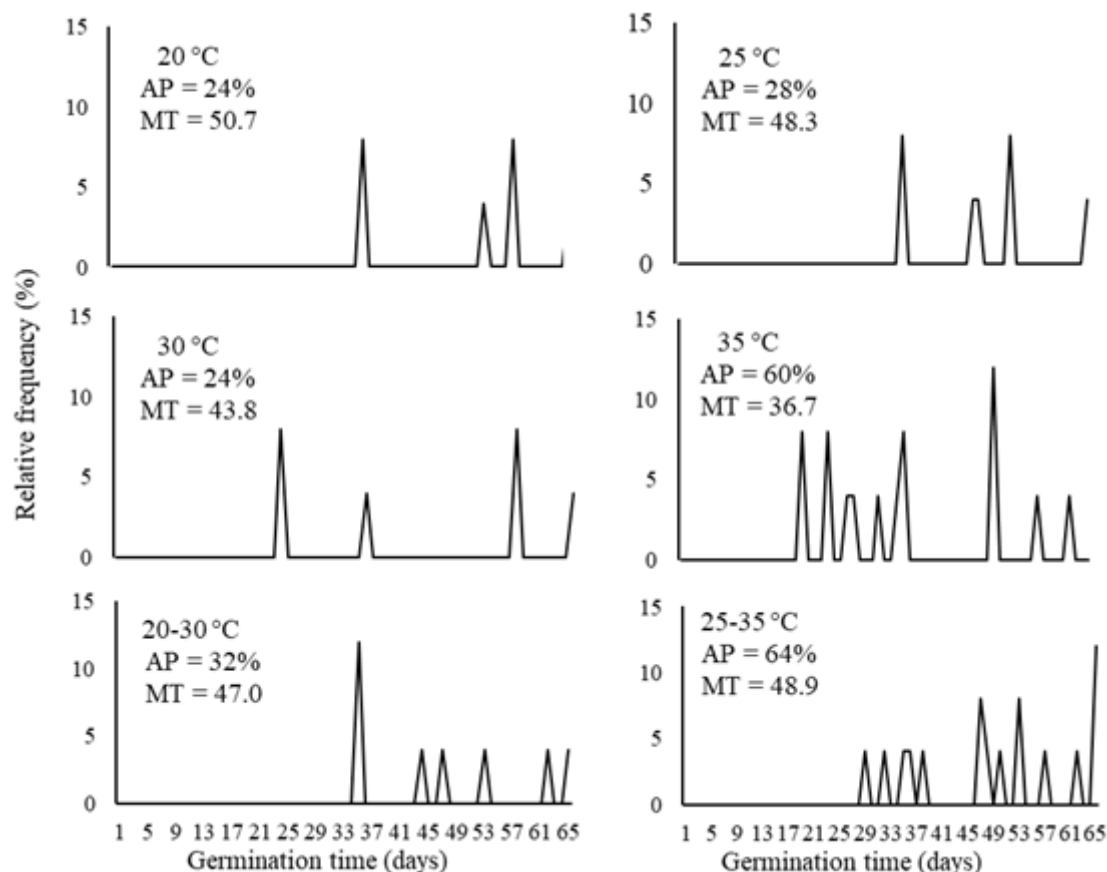 Relative frequency (%)
15
10
5
0
20 °C
AP = 24%
MT = 50.7
15
10
5
0
25 °C
AP = 28%
MT = 48.3
15
10
5
0
30 °C
AP = 24%
MT = 43.8
15
10
5
0
35 °C
AP = 60%
MT = 36.7
15
10
5
0
20-30 °C
AP = 32%
MT = 47.0
1 5 9 13 17 21 25 29 33 37 41 45 49 53 57 61 65
Germination time (days)
15
10
5
0
25-35 °C
AP = 64%
MT = 48.9
1 5 9 13 17 21 25 29 33 37 41 45 49 53 57 61 65
Germination time (days)